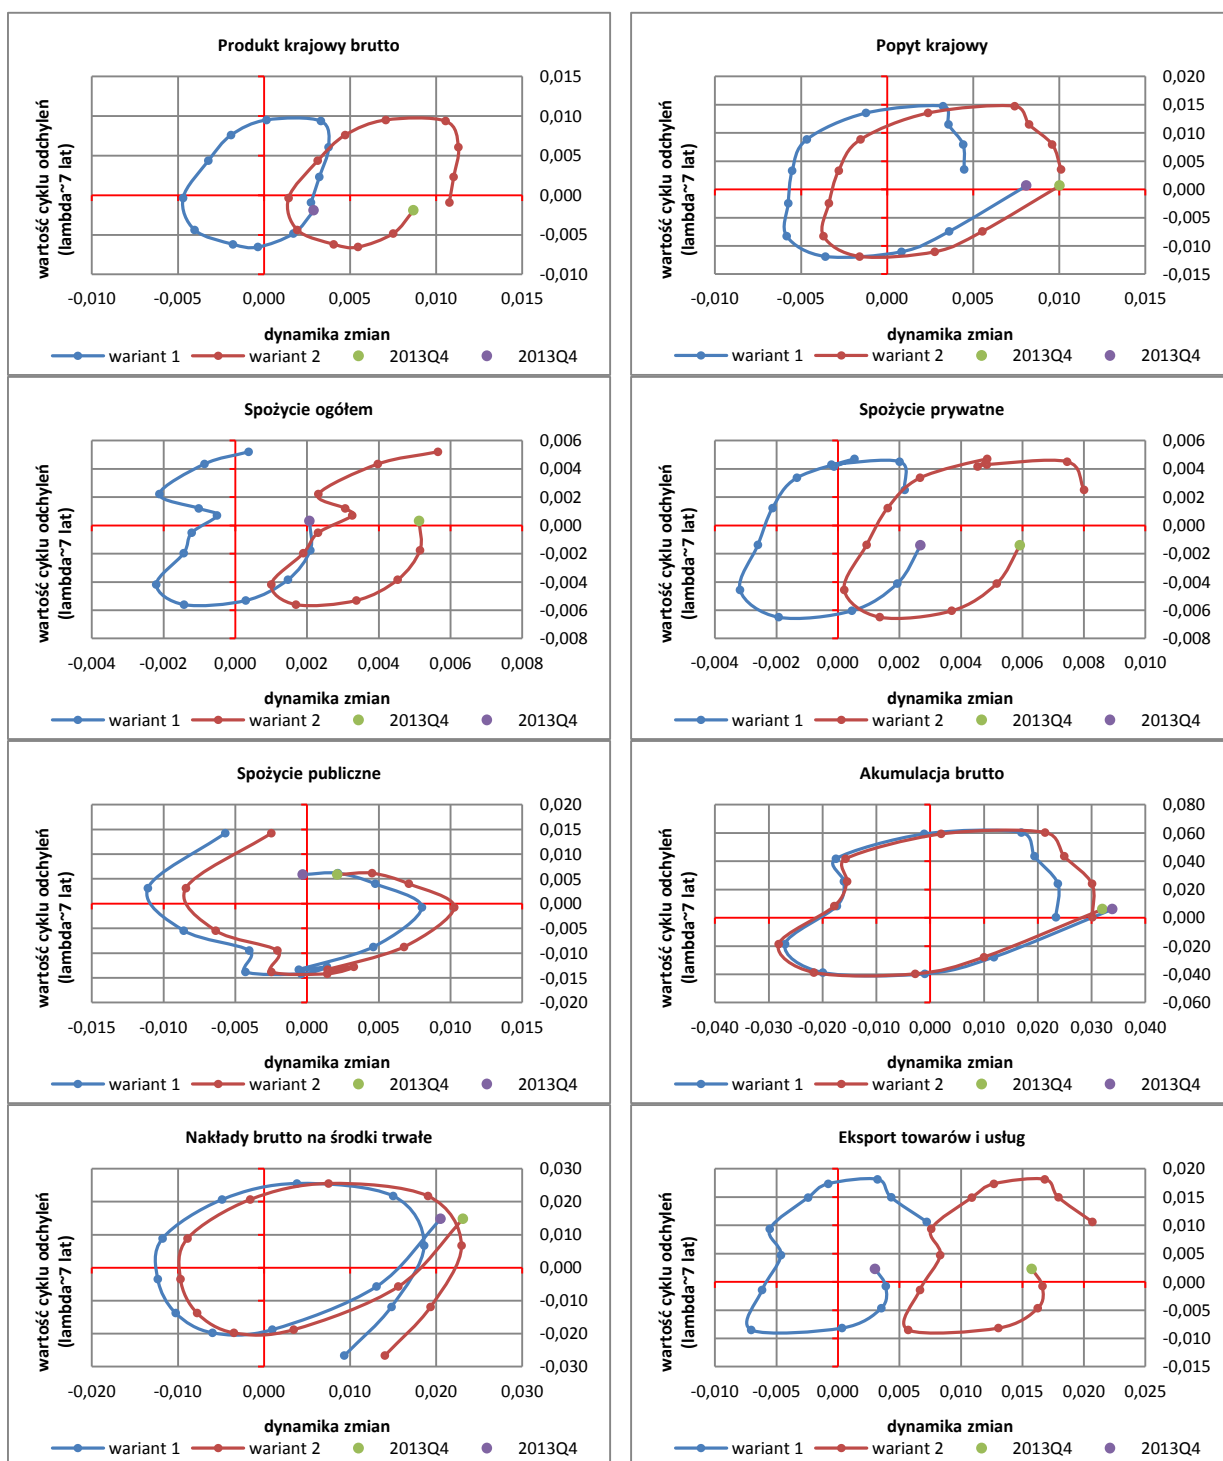 Produkt krajowy brutto
wartość cyklu odchyleń
(lambda~7 lat)
0,015
0,010
0,005
0,000
-0,005
-0,010
-0,010 -0,005 0,000 0,005 0,010 0,015
dynamika zmian
wariant 1 wariant 2 2013Q4 2013Q4
Popyt krajowy
wartość cyklu odchyleń
(lambda~7 lat)
0,020
0,015
0,010
0,005
0,000
-0,005
-0,010
-0,015
-0,010 -0,005 0,000 0,005 0,010 0,015
dynamika zmian
wariant 1 wariant 2 2013Q4 2013Q4
Spożycie ogółem
wartość cyklu odchyleń
(lambda~7 lat)
0,006
0,004
0,002
0,000
-0,002
-0,004
-0,006
-0,008
-0,004 -0,002 0,000 0,002 0,004 0,006 0,008
dynamika zmian
wariant 1 wariant 2 2013Q4 2013Q4
Spożycie prywatne
wartość cyklu odchyleń
(lambda~7 lat)
0,006
0,004
0,002
0,000
-0,002
-0,004
-0,006
-0,008
-0,004 -0,002 0,000 0,002 0,004 0,006 0,008 0,010
dynamika zmian
wariant 1 wariant 2 2013Q4 2013Q4
Spożycie publiczne
wartość cyklu odchyleń
(lambda~7 lat)
0,020
0,015
0,010
0,005
0,000
-0,005
-0,010
-0,015
-0,020
-0,015 -0,010 -0,005 0,000 0,005 0,010 0,015
dynamika zmian
wariant 1 wariant 2 2013Q4 2013Q4
Akumulacja brutto
wartość cyklu odchyleń
(lambda~7 lat)
0,080
0,060
0,040
0,020
0,000
-0,020
-0,040
-0,060
-0,040 -0,030 -0,020 -0,010 0,000 0,010 0,020 0,030 0,040
dynamika zmian
wariant 1 wariant 2 2013Q4 2013Q4
Nakłady brutto na środki trwałe
wartość cyklu odchyleń
(lambda~7 lat)
0,030
0,020
0,010
0,000
-0,010
-0,020
-0,030
-0,020 -0,010 0,000 0,010 0,020 0,030
dynamika zmian
wariant 1 wariant 2 2013Q4 2013Q4
Eksport towarów i usług
wartość cyklu odchyleń
(lambda~7 lat)
0,020
0,015
0,010
0,005
0,000
-0,005
-0,010
-0,015
-0,010 -0,005 0,000 0,005 0,010 0,015 0,020 0,025
dynamika zmian
wariant 1 wariant 2 2013Q4 2013Q4